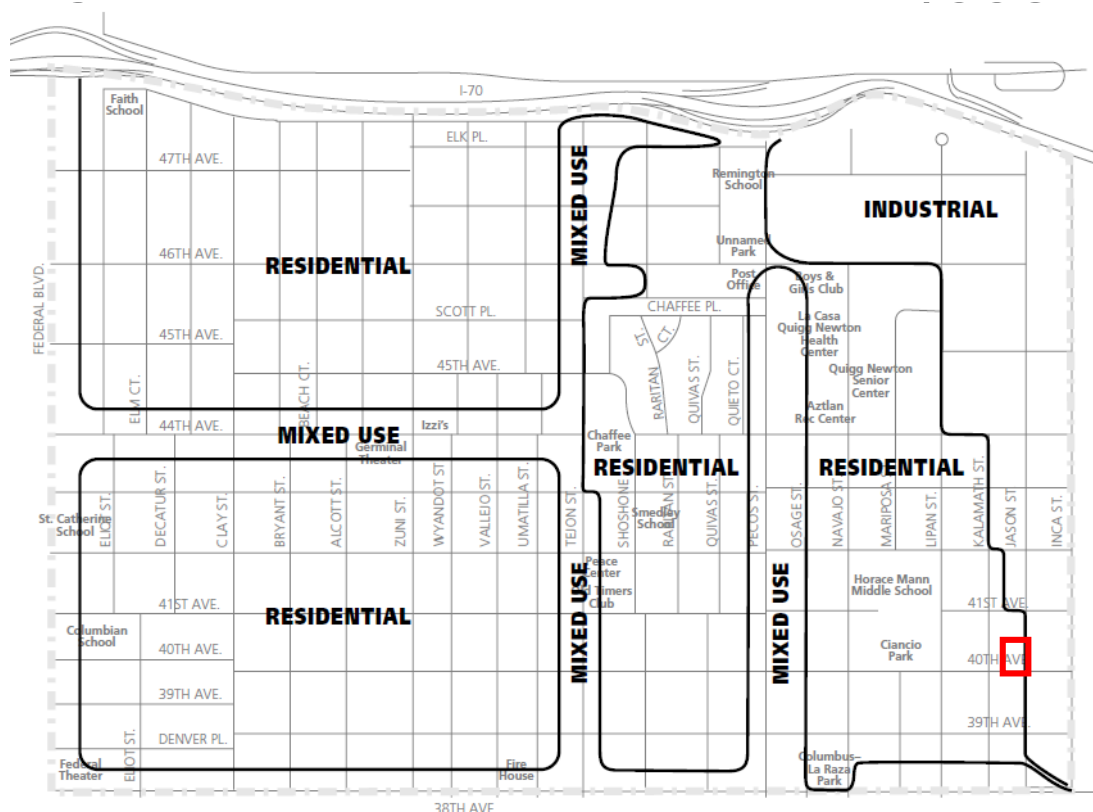 I-70
Faith
School
ELK PL.
47TH AVE.
MIXED USE
Remington
School
INDUSTRIAL
Unnamed
Park
46TH AVE.
RESIDENTIAL
Post
Office
Boys &
Girls Club
FEDERAL BLVD.
SCOTT PL.
CHAFFEE PL.
La Casa
Quigg Newton
Health
Center
45TH AVE.
ST.
CT.
45TH AVE.
Quigg Newton
Senior
Center
ELM CT.
BEACH CT.
RARITAN
QUIVAS ST.
QUIETO CT.
Aztlan
Rec Center
44TH AVE.
MIXED USE
Izzi's
Germinal
Theater
Chaffee
Park
RESIDENTIAL
RESIDENTIAL
St. Catherine
School
ELIOT ST.
DECATUR ST.
CLAY ST.
BRYANT ST.
ALCOTT ST.
ZUNI ST.
WYANDOT ST.
VALLEJO ST.
UMATILLA ST.
TEJON ST.
SHOSHONE
RARITAN ST.
QUIVAS ST.
PECOS ST.
OSAGE ST.
NAVAJO ST.
MARIPOSA
LIPAN ST.
KALAMATH ST.
JASON ST
INCA ST.
Smedley
School
Peace
Center
MIXED USE
MIXED USE
Horace Mann
Middle School
41ST AVE.
RESIDENTIAL
Old Timers
Club
41ST AVE.
Columbian
School
40TH AVE.
Ciancio
Park
40TH AVE
39TH AVE.
39TH AVE.
DENVER PL.
ELIOT ST.
Federal
Theater
Fire
House
Columbus–
La Raza
Park
38TH AVE